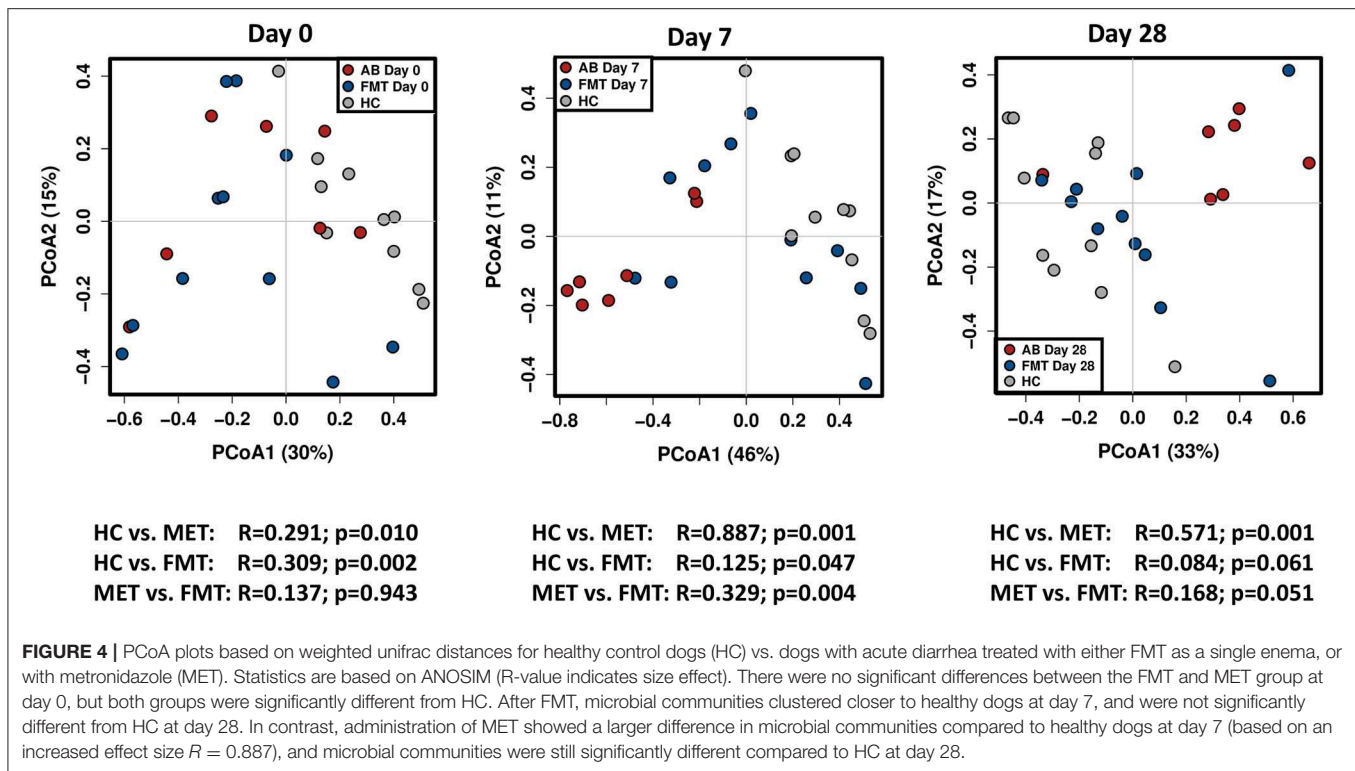 Day 0
Day 7
Day 28
AB Day 0
FMT Day 0
HC
0.4
0.2
0.0
−0.2
−0.4
PCoA2 (15%)
−0.6 −0.4 −0.2 0.0 0.2 0.4
PCoA1 (30%)
AB Day 7
FMT Day 7
HC
0.4
0.2
0.0
−0.2
−0.4
PCoA2 (11%)
−0.8 −0.4 0.0 0.2 0.4
PCoA1 (46%)
AB Day 28
FMT Day 28
HC
0.4
0.2
0.0
−0.2
−0.4
PCoA2 (17%)
−0.4 −0.2 0.0 0.2 0.4 0.6
PCoA1 (33%)
HC vs. MET: R=0.291; p=0.010
HC vs. FMT: R=0.309; p=0.002
MET vs. FMT: R=0.137; p=0.943
HC vs. MET: R=0.887; p=0.001
HC vs. FMT: R=0.125; p=0.047
MET vs. FMT: R=0.329; p=0.004
HC vs. MET: R=0.571; p=0.001
HC vs. FMT: R=0.084; p=0.061
MET vs. FMT: R=0.168; p=0.051
FIGURE 4 | PCoA plots based on weighted unifrac distances for healthy control dogs (HC) vs. dogs with acute diarrhea treated with either FMT as a single enema, or
with metronidazole (MET). Statistics are based on ANOSIM (R-value indicates size effect). There were no significant differences between the FMT and MET group at
day 0, but both groups were significantly different from HC. After FMT, microbial communities clustered closer to healthy dogs at day 7, and were not significantly
different from HC at day 28. In contrast, administration of MET showed a larger difference in microbial communities compared to healthy dogs at day 7 (based on an
increased effect size R = 0.887), and microbial communities were still significantly different compared to HC at day 28.